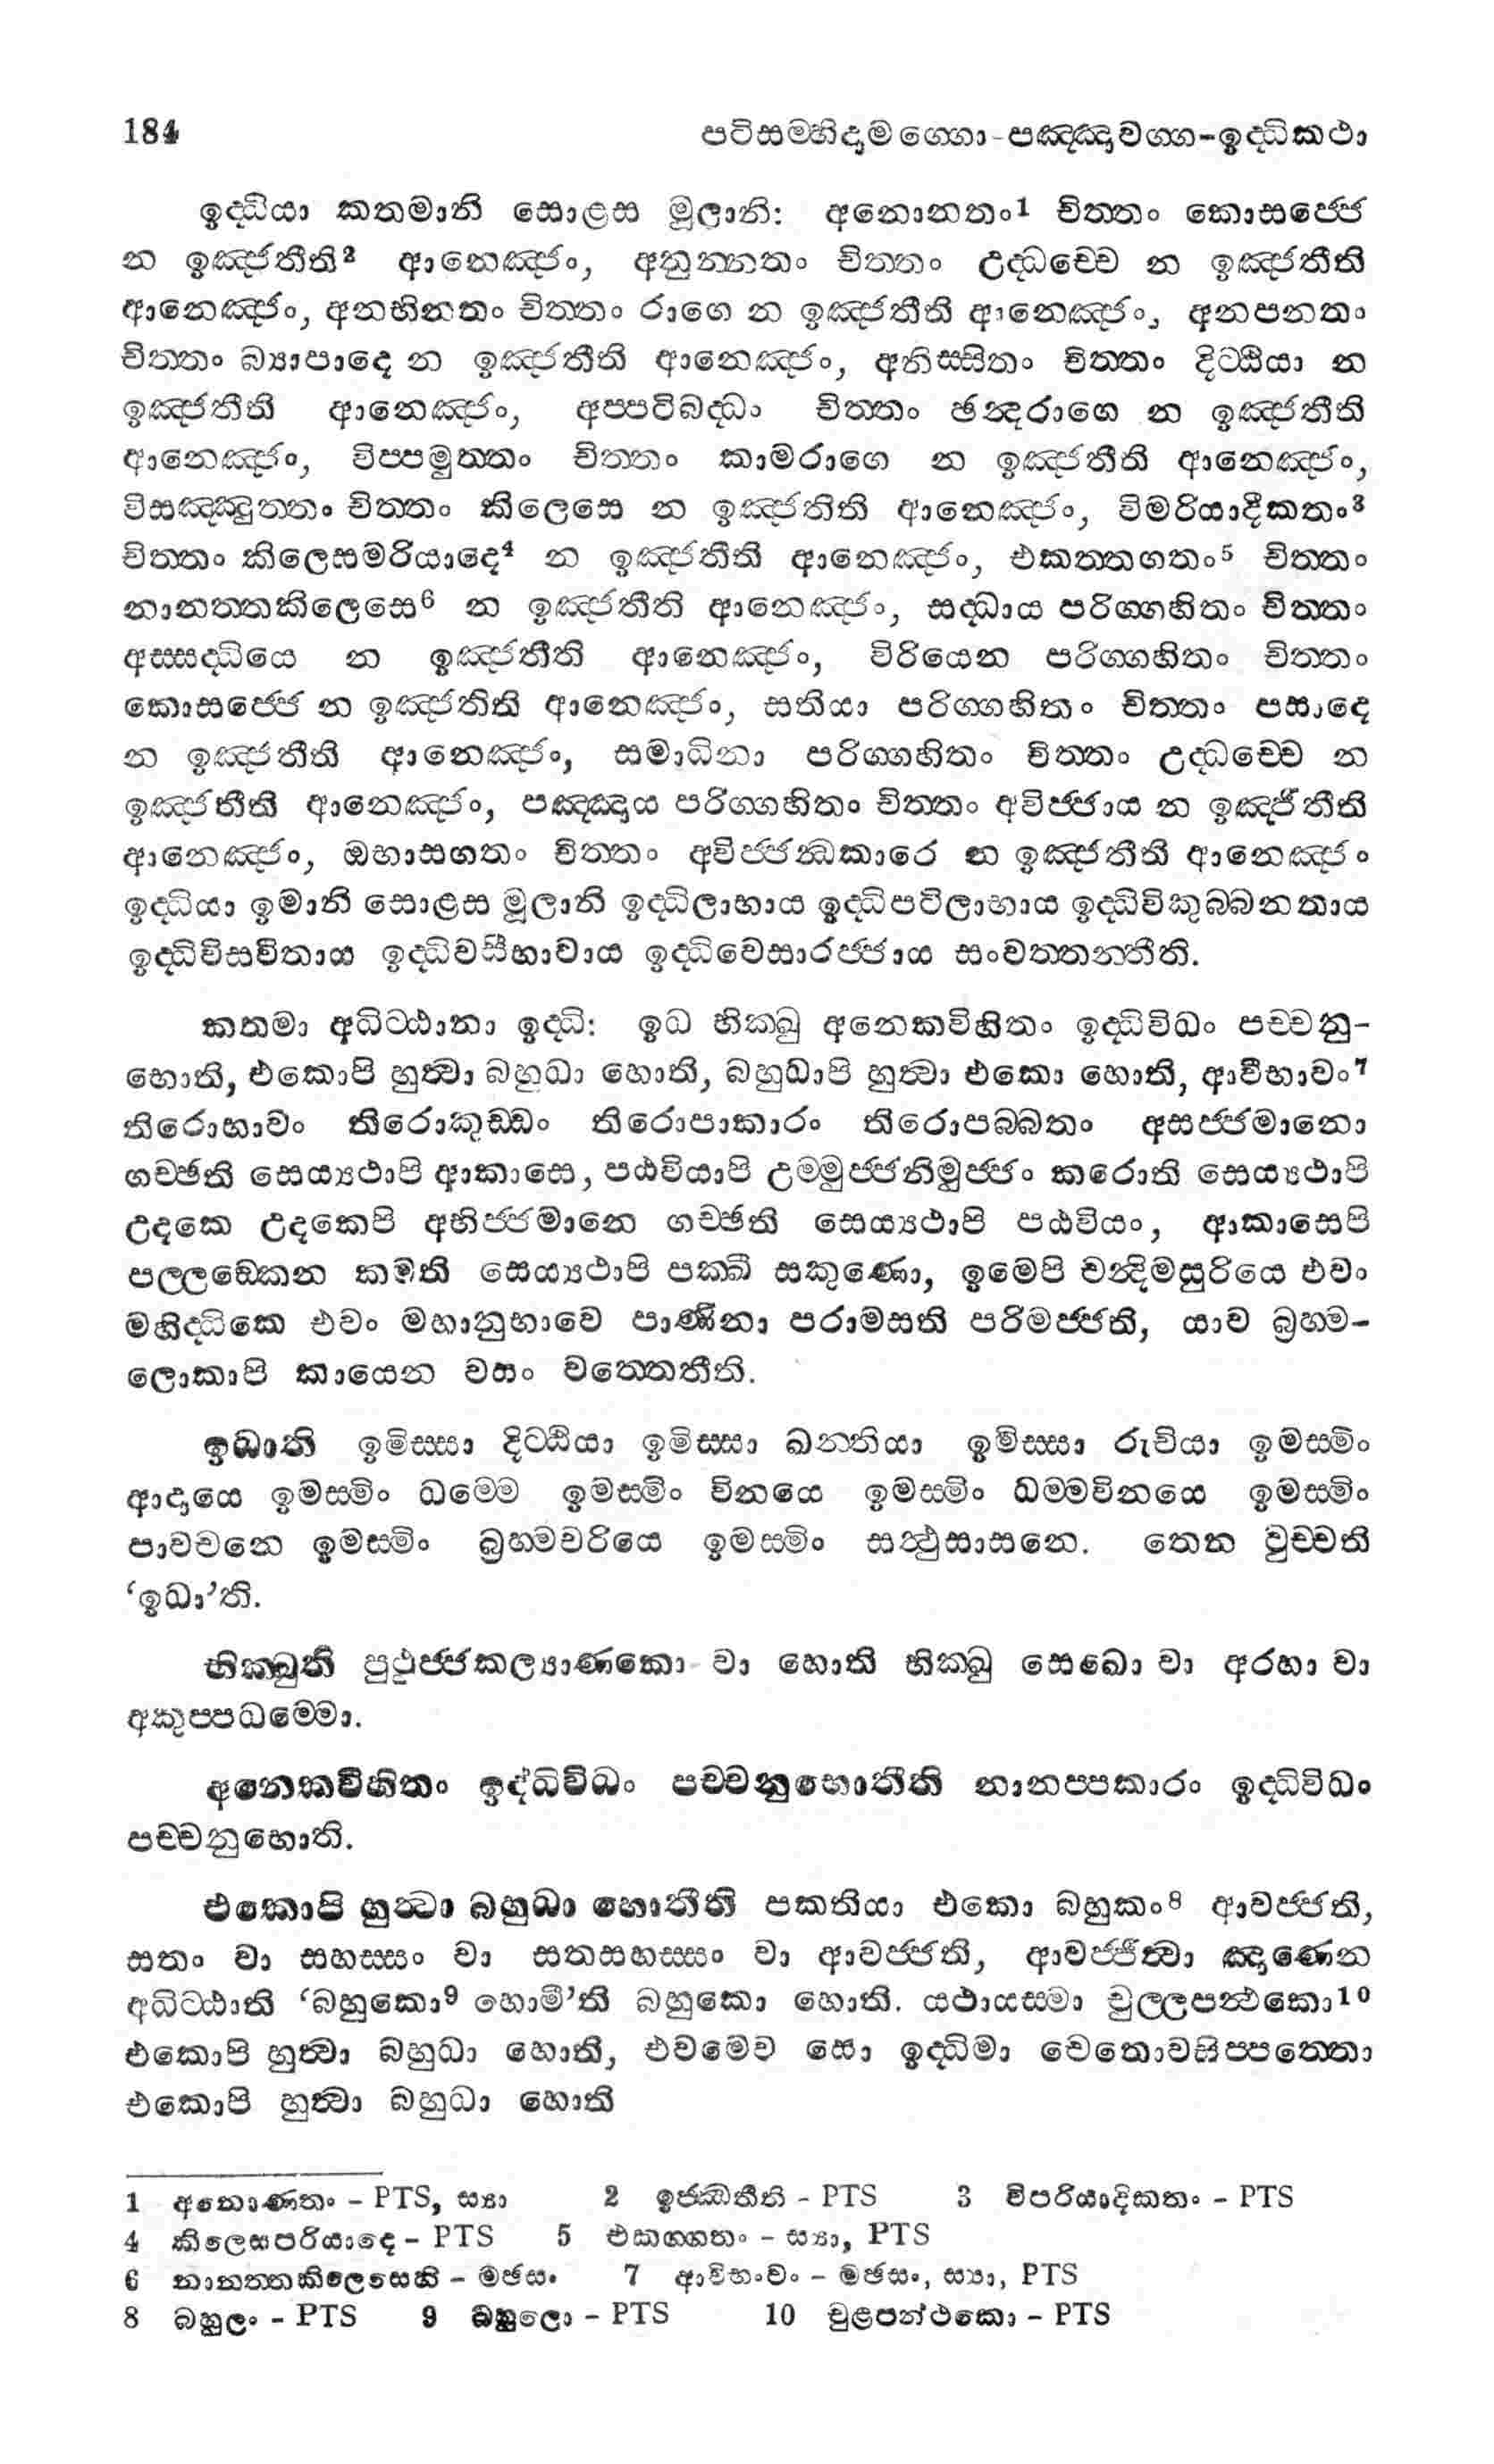 184 පටිසම්භිදාමග්ගො-පඤ්ඤාවග්ග-ඉද්ධිකථා
ඉද්ධියා කතමානි සොළස මූලානි: අනොනතං1 චිත්තං කොසජ්ජෙ
න ඉඤ්ජතීති2 ආනෙඤ්ජං, අනුන්නතං චිත්තං උද්ධච්චෙ න ඉඤ්ජතීති
ආනෙඤ්ජං, අනභිනතං චිත්තං රාගෙ න ඉඤ්ජතීති ආනෙඤ්ජං, අනපනතං
චිත්තං බ්‍යාපාදෙ න ඉඤ්ජතීති ආනෙඤ්ජං, අනිස්සිතං චිත්තං දිට්ඨියා න
ඉඤ්ජතීති ආනෙඤ්ජං, අප්පටිබද්ධං චිත්තං ඡන්දරාගෙ න ඉඤ්ජතීති
ආනෙඤ්ජං, විප්පමුත්තං චිත්තං කාමරාගෙ න ඉඤ්ජතීති ආනෙඤ්ජං,
විසඤ්ඤුත්තං චිත්තං කිලෙසෙ න ඉඤ්ජතිති ආනෙඤ්ජං, විමරියාදීකතං3
චිත්තං කිලෙසමරියාදෙ4 න ඉඤ්ජතීති ආනෙඤ්ජං, එකත්තගතං5 චිත්තං
නානත්තකිලෙසෙ6 න ඉඤ්ජතීති ආනෙඤ්ජං, සද්ධාය පරිග්ගහිතං චිත්තං
අස්සද්ධියෙ න ඉඤ්ජතීති ආනෙඤ්ජං, විරියෙන පරිග්ගහිතං චිත්තං
කොසජ්ජෙ න ඉඤ්ජතිති ආනෙඤ්ජං, සතියා පරිග්ගහිතං චිත්තං පසාදෙ
න ඉඤ්ජතීති ආනෙඤ්ජං, සමාධිනා පරිග්ගහිතං චිත්තං උද්ධච්චෙ න
ඉඤ්ජතීති ආනෙඤ්ජං, පඤ්ඤාය පරිග්ගහිතං චිත්තං අවිජ්ජාය න ඉඤ්ජීතීති
ආනෙඤ්ජං, ඔභාසගතං චිත්තං අවිජ්ජන්ධකාරෙ න ඉඤ්ජතීති ආනෙඤ්ජං
ඉද්ධියා ඉමානි සොළස මූලානි ඉද්ධිලාභාය ඉද්ධිපටිලාභාය ඉද්ධිවිකුබ්බනතාය
ඉද්ධිවිසවිතාය ඉද්ධිවසීභාවාය ඉද්ධිවෙසාරජ්ජාය සංවත්තන්තීති.
කතමා අධිට්ඨානා ඉද්ධි: ඉධ භික්ඛු අනෙකවිහිතං ඉද්ධිවිධං පච්චනු-
භොති, එකොපි හුත්වා බහුධා හොති, බහුධාපි හුත්වා එකො හොති, ආවීභාවං7
තිරොභාවං තිරොකුඩ්ඩං තිරොපාකාරං තිරොපබ්බතං අසජ්ජමානො
ගච්ඡති සෙය්‍යථාපි ආකාසෙ, පඨවියාපි උම්මුජ්ජනිමුජ්ජං කරොති සෙය්‍යථාපි
උදකෙ උදකෙපි අභිජ්ජමානෙ ගච්ඡති සෙය්‍යථාපි පඨවියං, ආකාසෙපි
පල්ලඞ්කෙන කමති සෙය්‍යථාපි පක්ඛී සකුණො, ඉමෙපි චන්දිමසුරියෙ එවං
මහිද්ධිකෙ එවං මහානුභාවෙ පාණිනා පරාමසති පරිමජ්ජති, යාව බ්‍රහ්ම-
ලොකාපි කායෙන වසං වත්තෙතීති.
ඉධාති ඉමිස්සා දිට්ඨියා ඉමිස්සා ඛන්තියා ඉමිස්සා රුචියා ඉමස්මිං
ආදායෙ ඉමස්මිං ධම්මෙ ඉමස්මිං විනයෙ ඉමස්මිං ධම්මවිනයෙ ඉමස්මිං
පාවචනෙ ඉමස්මිං බ්‍රහ්මචරියෙ ඉමස්මිං සත්ථුසාසනෙ. තෙන වුච්චති
‘ඉධා’ති.
භික්ඛුති පුථුජ්ජකල්‍යාණකො වා හොති භික්ඛු සෙඛො වා අරහා වා
අකුප්පධම්මො.
අනෙකවිහිතං ඉද්ධිවිධං පච්චනුභොතීති නානප්පකාරං ඉද්ධිවිධං
පච්චනුභොති.
එකොපි හුත්වා බහුධා හොතීති පකතියා එකො බහුකං8 ආවජ්ජති,
සතං වා සහස්සං වා සතසහස්සං වා ආවජ්ජති, ආවජ්ජිත්වා ඤාණෙන
අධිට්ඨාති ‘බහුකො9 හොමී’ති බහුකො හොති. යථායස්මා චුල්ලපන්ථකො10
එකොපි හුත්වා බහුධා හොති, එවමෙව සො ඉද්ධිමා චෙතොවසිප්පත්තො
එකොපි හුත්වා බහුධා හොති
1 අනොණතං - PTS, ස්‍යා 2 ඉජ්ඣතීති - PTS 3 විපරියාදිකතං - PTS
4 කිලෙසපරියාදෙ - PTS 5 එකග්ගතං - ස්‍යා, PTS
6 නානත්තකිලෙසෙහි - මජසං 7 ආවිභංවං - මජසං, ස්‍යා, PTS
8 බහුලං - PTS 9 බහුලො - PTS 10 චුළපන්ථකො - PTS